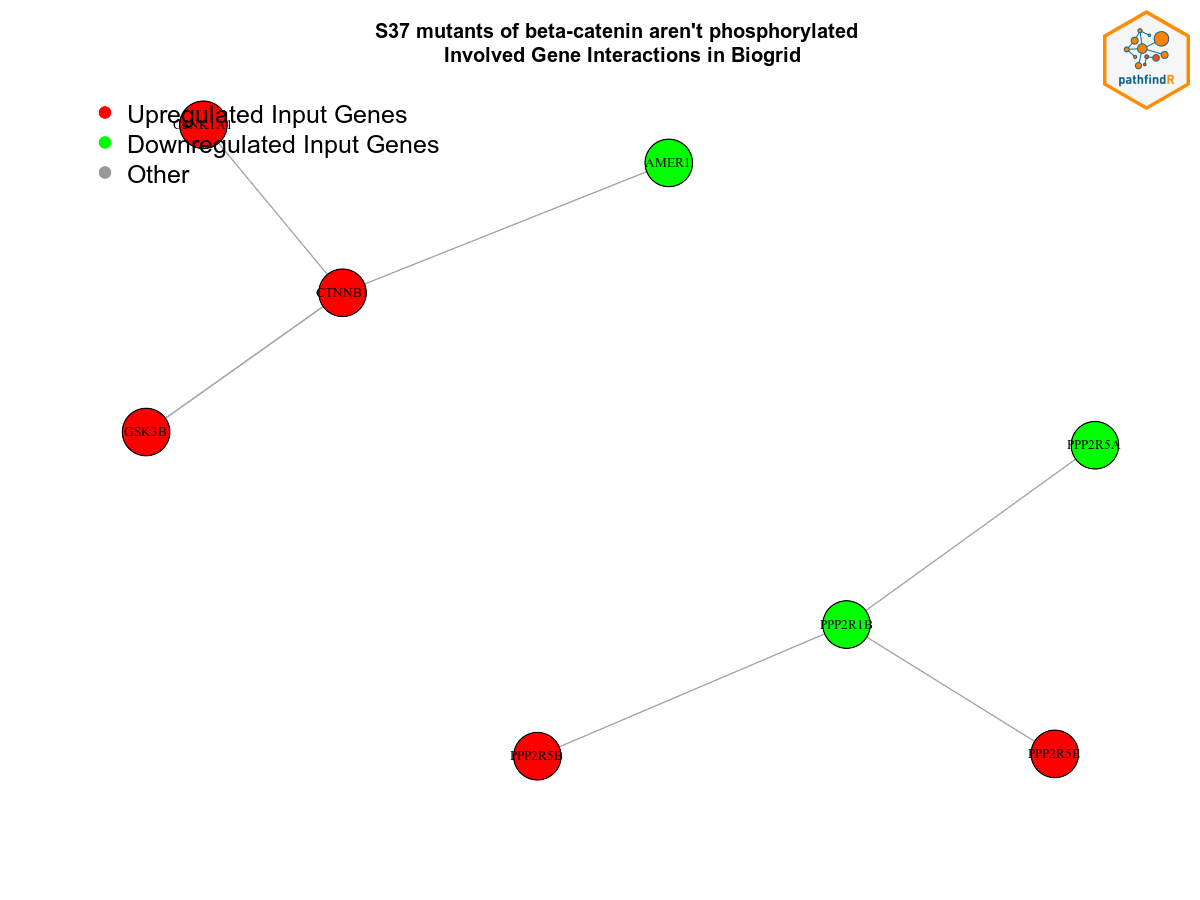 S37 mutants of beta-catenin aren't phosphorylated
Involved Gene Interactions in Biogrid
pathfindR
Upregulated Input Genes
Downregulated Input Genes
Other
CSNK1A1
AMER1
CTNNB1
GSK3B
PPP2R5A
PPP2R1B
PPP2R5B
PPP2R5E